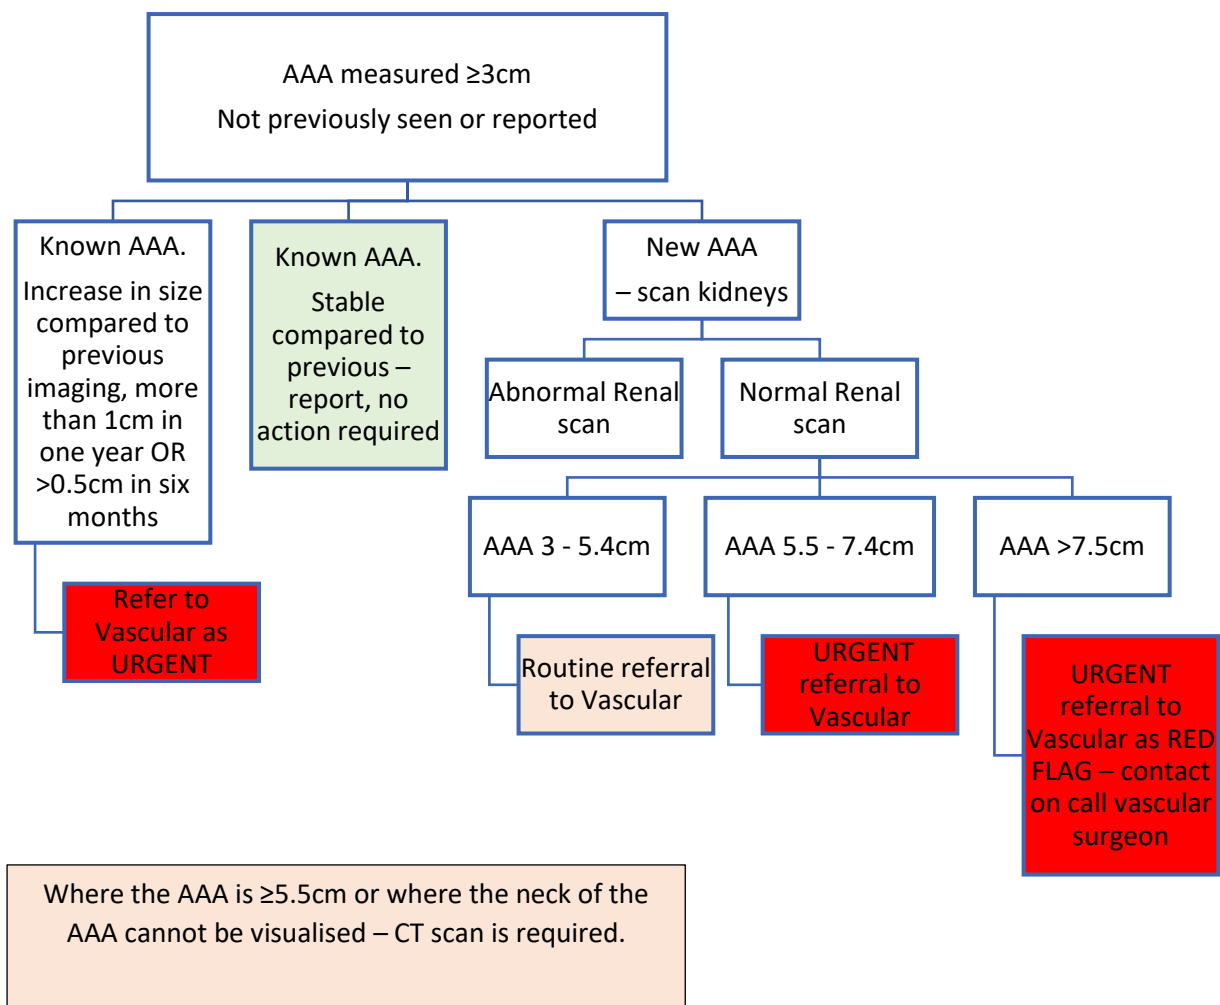 AAA measured ≥3cm
Not previously seen or reported
Known AAA.
Increase in size
compared to
previous
imaging, more
than 1cm in
one year OR
>0.5cm in six
months
Known AAA.
Stable
compared to
previous –
report, no
action required
New AAA
– scan kidneys
Abnormal Renal
scan
Normal Renal
scan
AAA 3 - 5.4cm
AAA 5.5 - 7.4cm
AAA >7.5cm
Refer to
Vascular as
URGENT
Routine referral
to Vascular
URGENT
referral to
Vascular
URGENT
referral to
Vascular as RED
FLAG – contact
on call vascular
surgeon
Where the AAA is ≥5.5cm or where the neck of the
AAA cannot be visualised – CT scan is required.